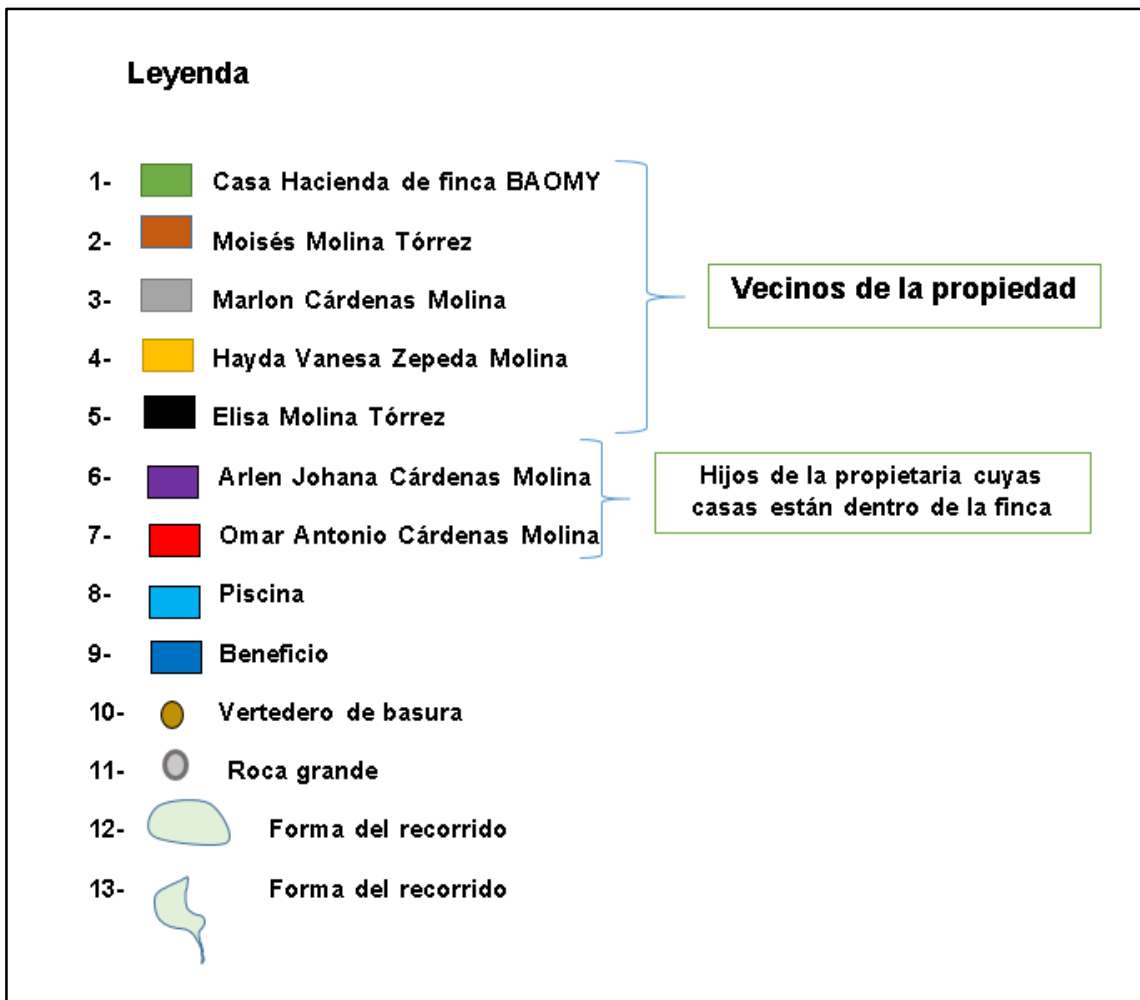 Leyenda
1- Casa Hacienda de finca BAOMY
2- Moisés Molina Tórrez
3- Marlon Cárdenas Molina
4- Hayda Vanesa Zepeda Molina
5- Elisa Molina Tórrez
Vecinos de la propiedad
6- Arlen Johana Cárdenas Molina
7- Omar Antonio Cárdenas Molina
Hijos de la propietaria cuyas
casas están dentro de la finca
8- Piscina
9- Beneficio
10- Vertedero de basura
11- Roca grande
12- Forma del recorrido
13- Forma del recorrido